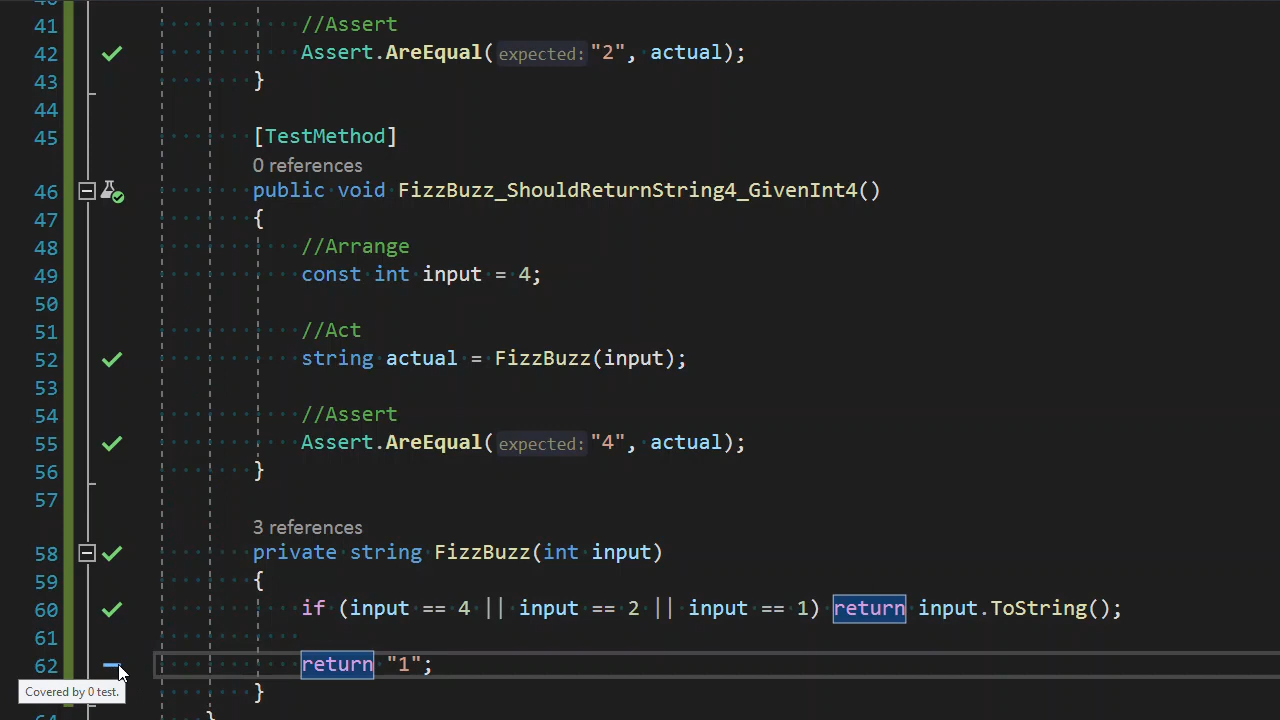 41 //Assert
42 Assert.AreEqual(expected: "2", actual);
43 }
44
45 [TestMethod]
0 references
46 public void FizzBuzz_ShouldReturnString4_GivenInt4()
47 {
48 //Arrange
49 const int input = 4;
50
51 //Act
52 string actual = FizzBuzz(input);
53
54 //Assert
55 Assert.AreEqual(expected: "4", actual);
56 }
57
3 references
58 private string FizzBuzz(int input)
59 {
60 if (input == 4 || input == 2 || input == 1) return input.ToString();
61
62 return "1";
Covered by 0 test.
}
64 }